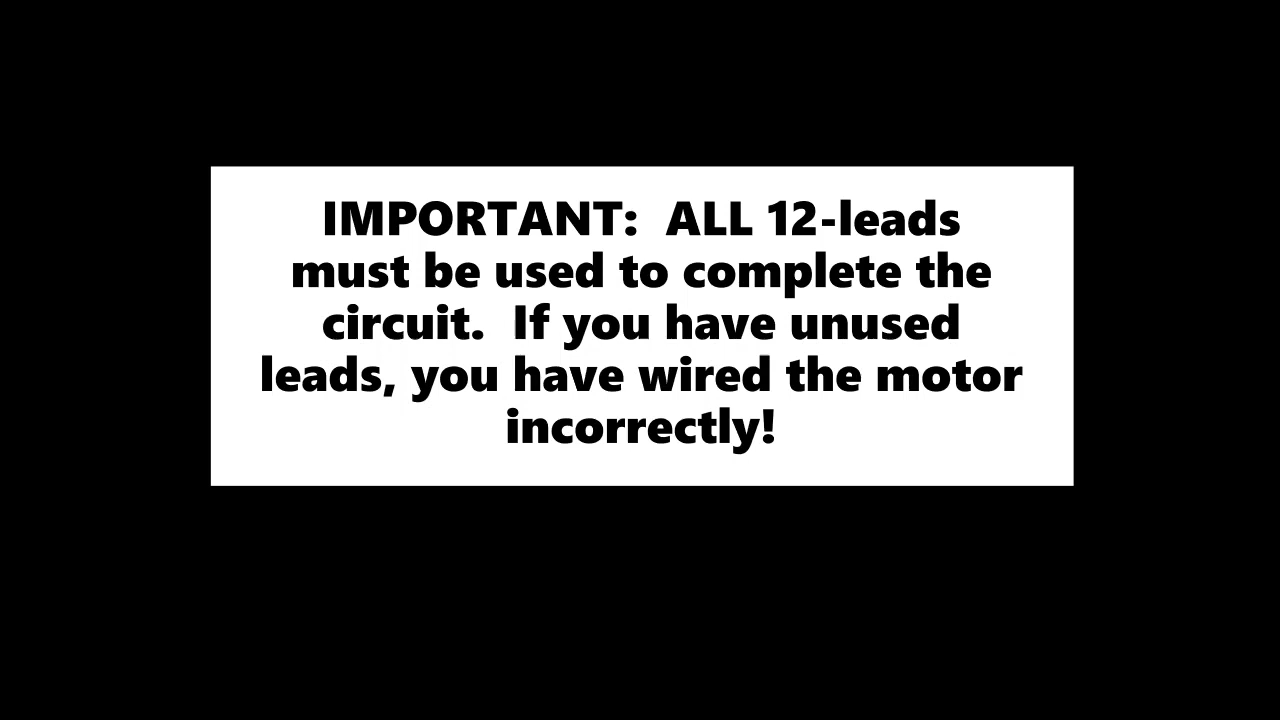 IMPORTANT:  ALL 12-leads
must be used to complete the
circuit.  If you have unused
leads, you have wired the motor
incorrectly!